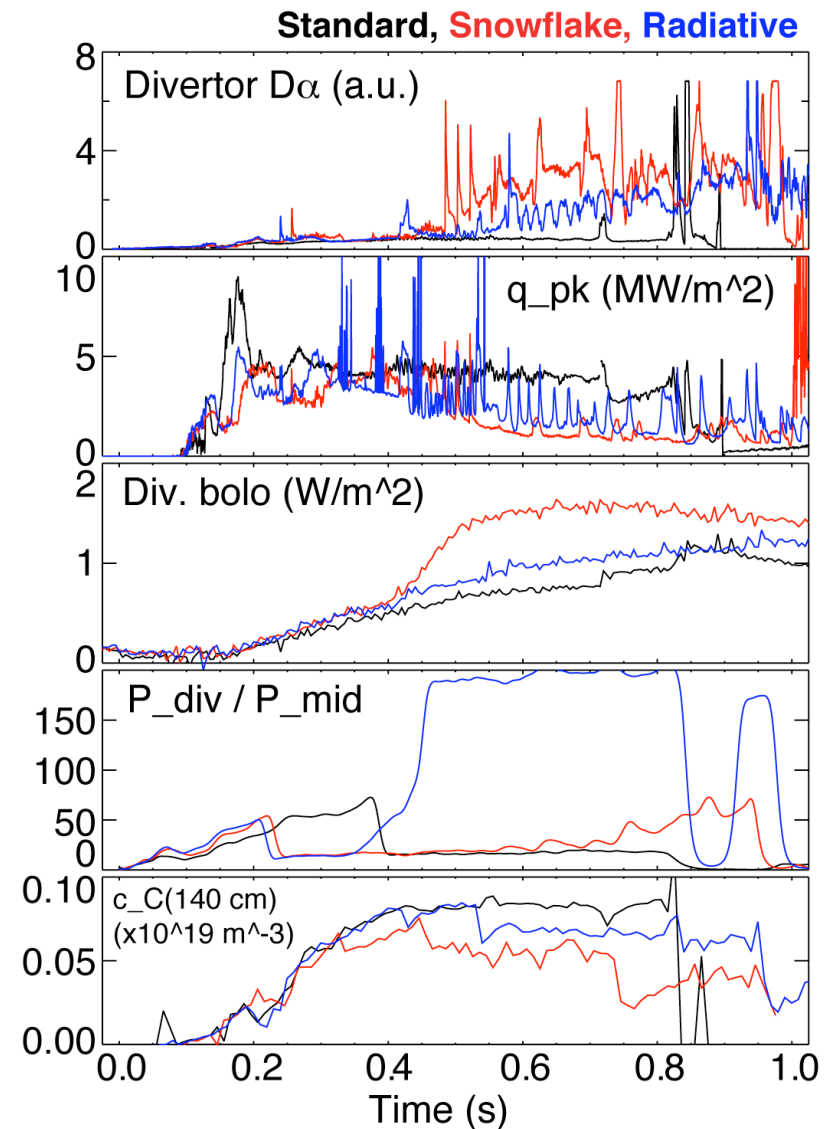 Standard, Snowflake, Radiative
8
Divertor Dα (a.u.)
4
0
10
q_pk (MW/m^2)
5
0
2
Div. bolo (W/m^2)
1
0
P_div / P_mid
150
100
50
0
0.10
c_C(140 cm)
(x10^19 m^-3)
0.05
0.00
0.0 0.2 0.4 0.6 0.8 1.0
Time (s)